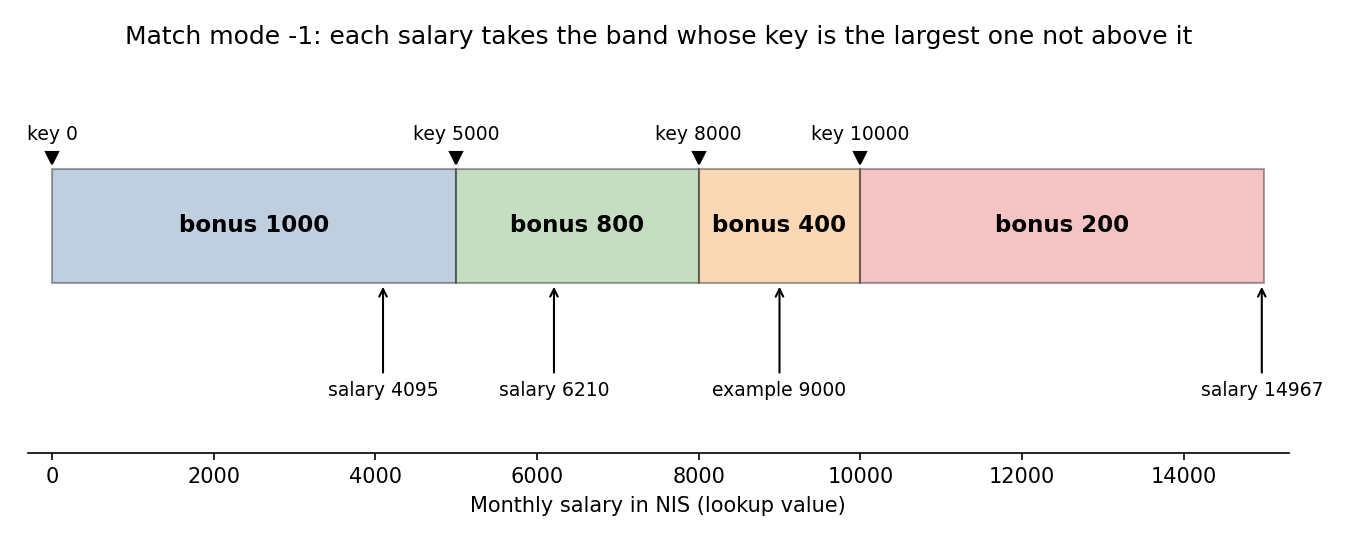 Match mode -1: each salary takes the band whose key is the largest one not above it
key 0 key 5000 key 8000 key 10000
bonus 1000 bonus 800 bonus 400 bonus 200
salary 4095 salary 6210 example 9000 salary 14967
0 2000 4000 6000 8000 10000 12000 14000
Monthly salary in NIS (lookup value)